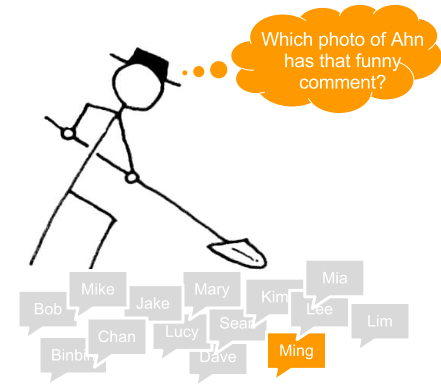 Which photo of Ahn
has that funny
comment?
Mia
Mike
Mary
Kim
Bob
Jake
Lee
Lim
Sean
Lucy
Chan
Ming
Binbin
Dave